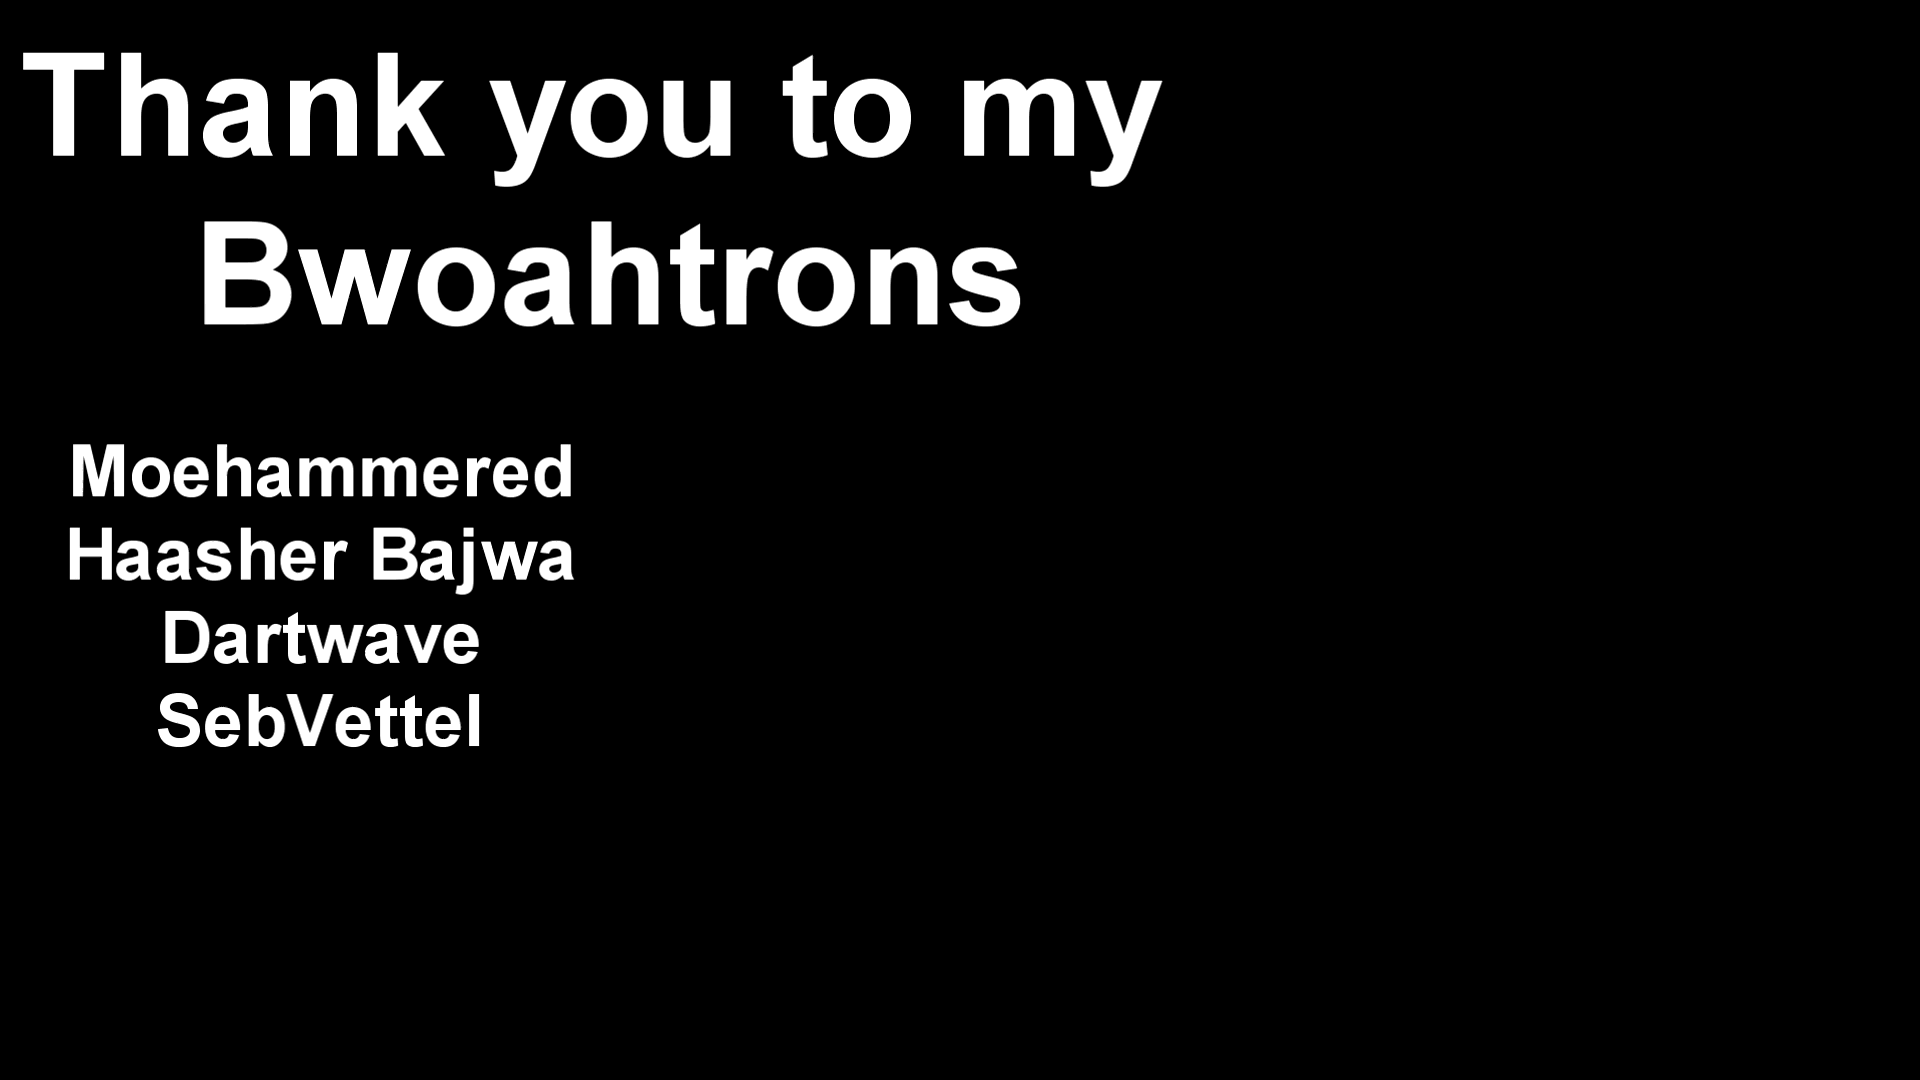 Thank you to my
Bwoahtrons
Moehammered
Haasher Bajwa
Dartwave
SebVettel